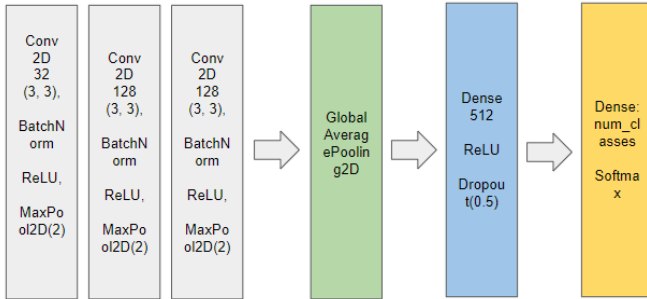 Conv
2D
32
(3, 3),
BatchN
orm
ReLU,
MaxPo
ol2D(2)
Conv
2D
128
(3, 3),
BatchN
orm
ReLU,
MaxPo
ol2D(2)
Conv
2D
128
(3, 3),
BatchN
orm
ReLU,
MaxPo
ol2D(2)
Global
Averag
ePoolin
g2D
Dense
512
ReLU
Dropou
t(0.5)
Dense:
num_cl
asses
Softma
x